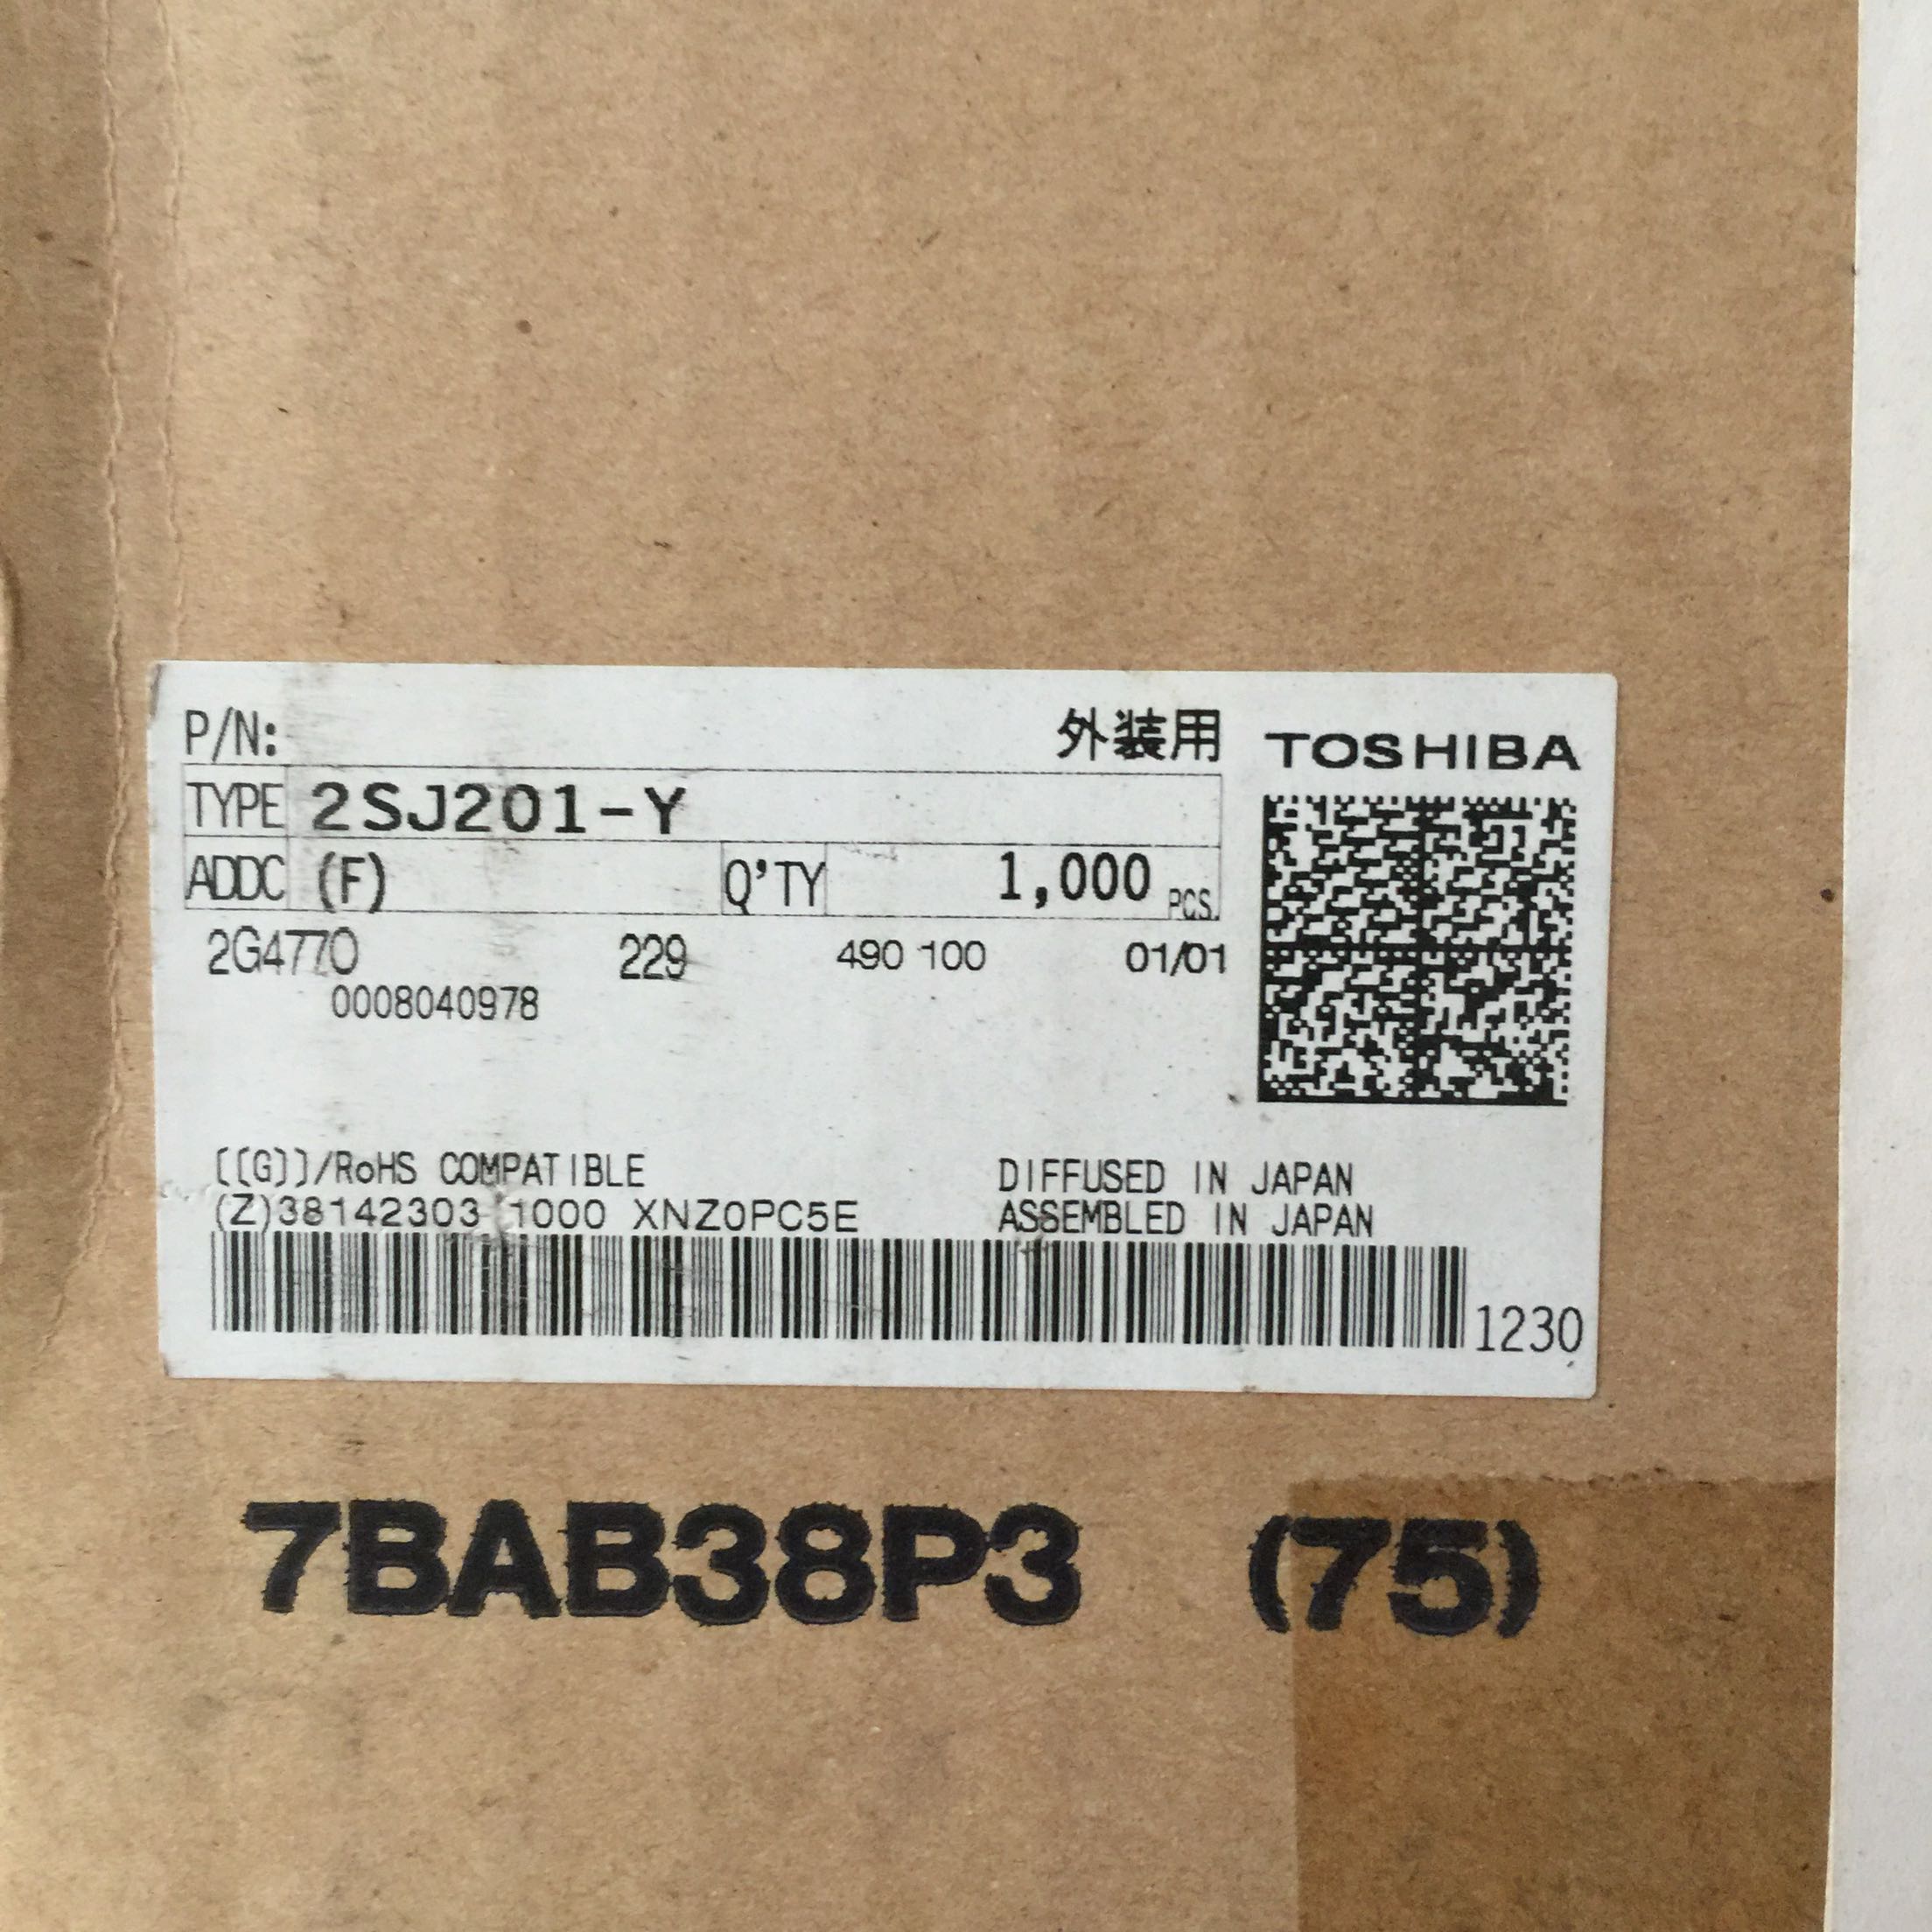 P/N: 外装用 TOSHIBA
TYPE 2SJ201-Y
ADDC (F) Q'TY 1,000 PCS.
2G4770 229 490 100 01/01
0008040978
[[G]]/RoHS COMPATIBLE DIFFUSED IN JAPAN
(Z)38142303 1000 XNZ0PC5E ASSEMBLED IN JAPAN
1230
7BAB38P3 (75)